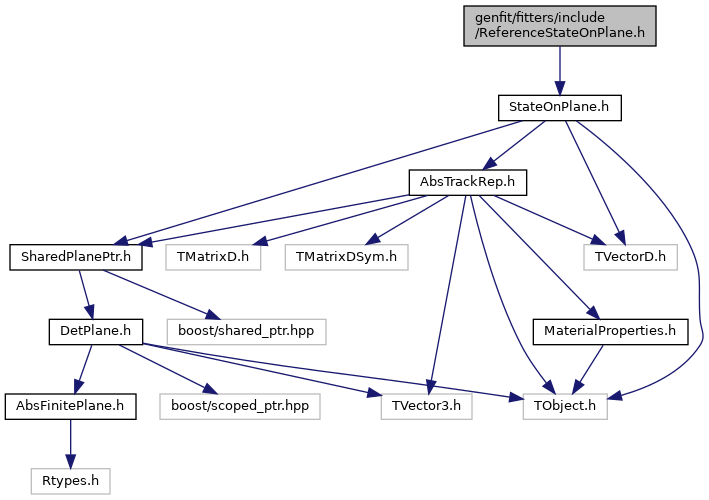 genfit/fitters/include
/ReferenceStateOnPlane.h
StateOnPlane.h
AbsTrackRep.h
SharedPlanePtr.h
TMatrixD.h
TMatrixDSym.h
TVectorD.h
DetPlane.h
boost/shared_ptr.hpp
MaterialProperties.h
AbsFinitePlane.h
boost/scoped_ptr.hpp
TVector3.h
TObject.h
Rtypes.h